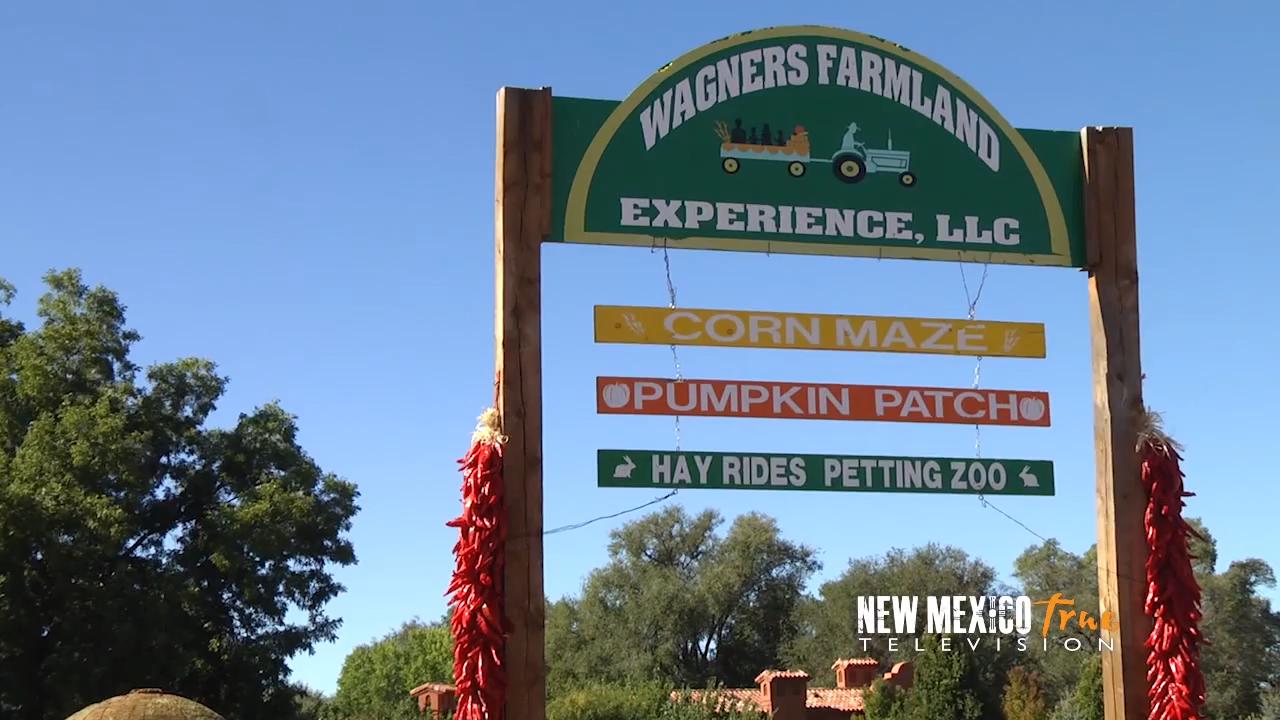 WAGNERS FARMLAND
EXPERIENCE, LLC
CORN MAZE
PUMPKIN PATCH
HAY RIDES PETTING ZOO
NEW MEXICO True
TELEVISION